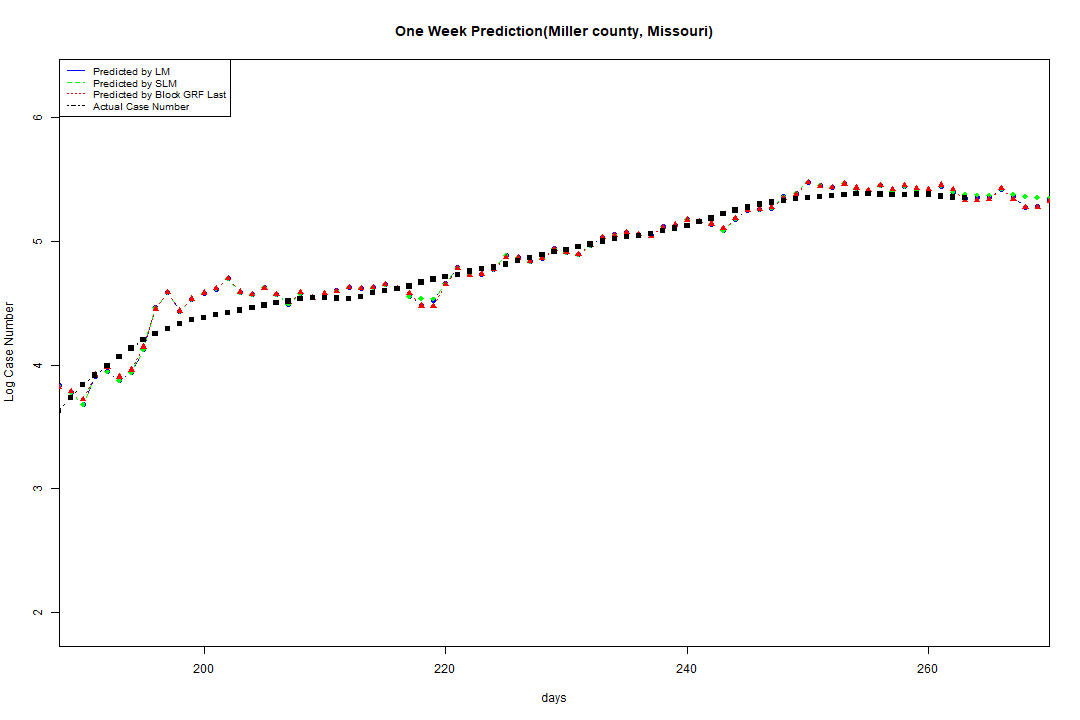 One Week Prediction(Miller county, Missouri)
Predicted by LM
Predicted by SLM
Predicted by Block GRF Last
Actual Case Number
6
5
4
3
2
Log Case Number
200
220
240
260
days